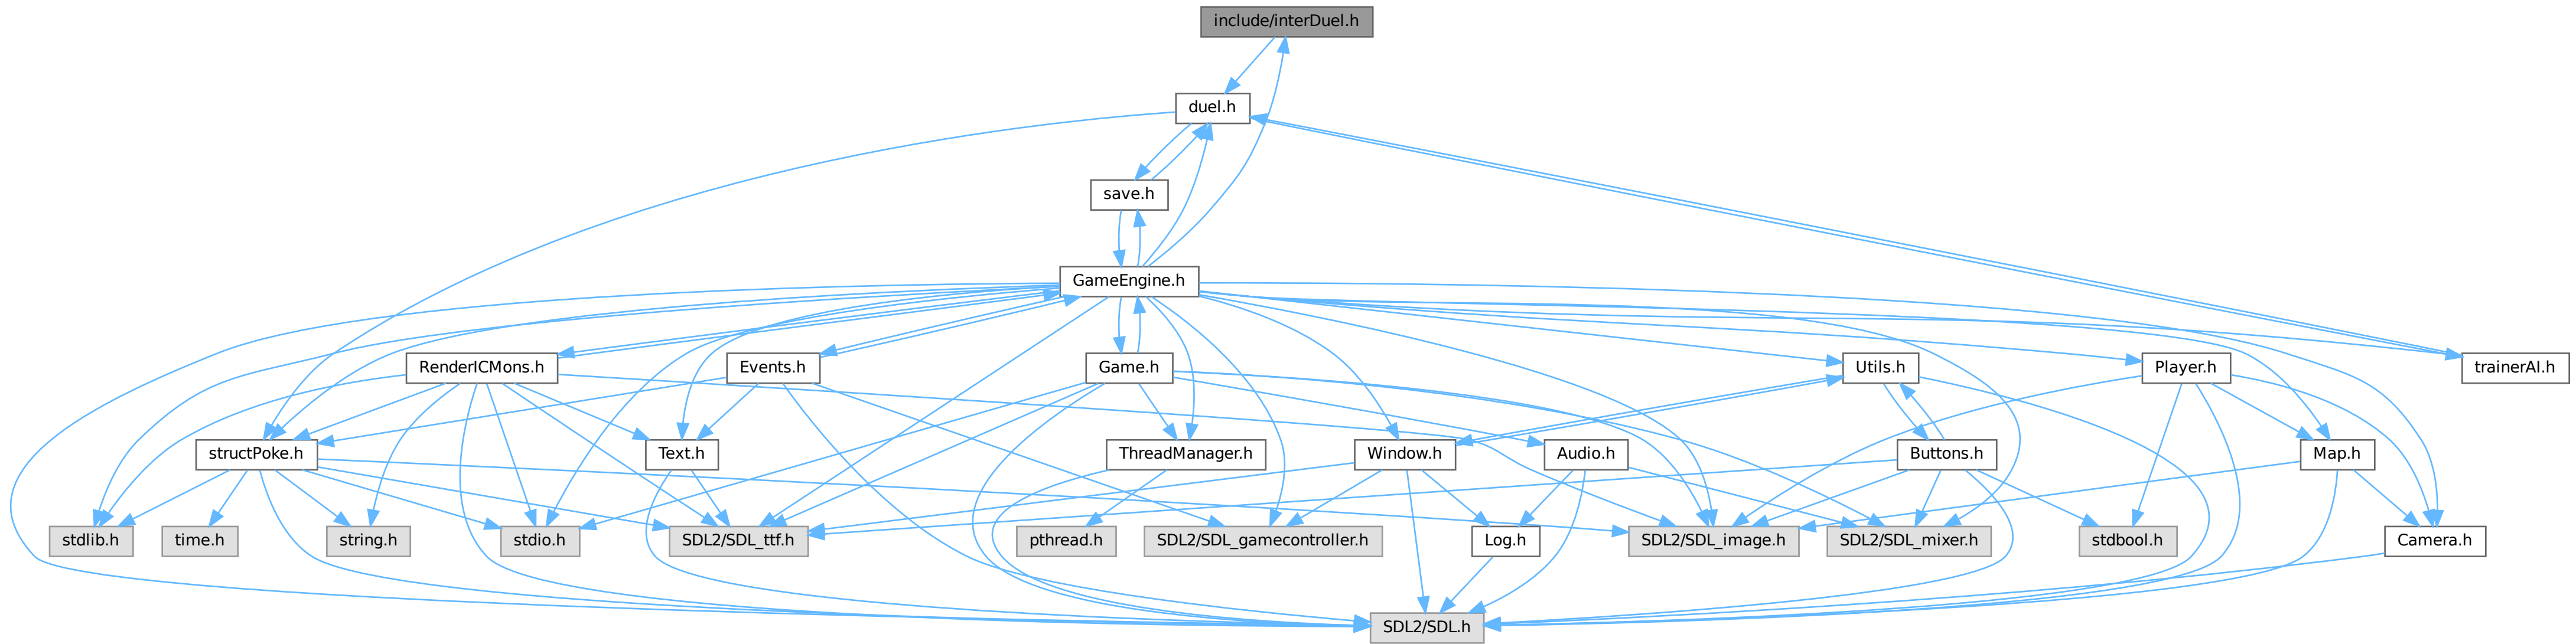 include/interDuel.h
duel.h
save.h
GameEngine.h
RenderICMons.h
Events.h
Game.h
Utils.h
Player.h
trainerAI.h
structPoke.h
Text.h
ThreadManager.h
Window.h
Audio.h
Buttons.h
Map.h
stdlib.h
time.h
string.h
stdio.h
SDL2/SDL_ttf.h
pthread.h
SDL2/SDL_gamecontroller.h
Log.h
SDL2/SDL_image.h
SDL2/SDL_mixer.h
stdbool.h
Camera.h
SDL2/SDL.h